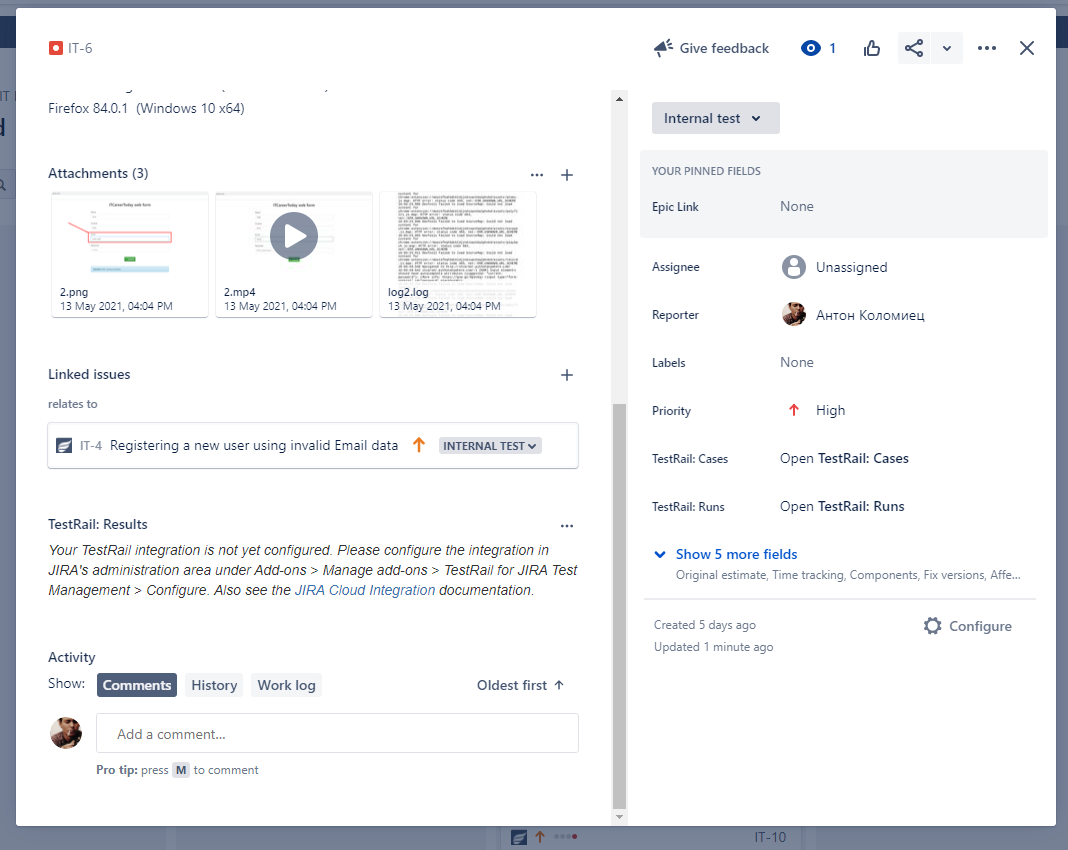 IT-6
Give feedback
1
Firefox 84.0.1 (Windows 10 x64)
Attachments (3)
ITCareerToday web form
2.png
13 May 2021, 04:04 PM
ITCareerToday web form
2.mp4
13 May 2021, 04:04 PM
log2.log
13 May 2021, 04:04 PM
Linked issues
relates to
IT-4 Registering a new user using invalid Email data INTERNAL TEST
TestRail: Results
Your TestRail integration is not yet configured. Please configure the integration in
JIRA's administration area under Add-ons > Manage add-ons > TestRail for JIRA Test
Management > Configure. Also see the JIRA Cloud Integration documentation.
Activity
Show: Comments History Work log Oldest first
Add a comment...
Pro tip: press M to comment
Internal test
YOUR PINNED FIELDS
Epic Link None
Assignee Unassigned
Reporter Антон Коломиец
Labels None
Priority High
TestRail: Cases Open TestRail: Cases
TestRail: Runs Open TestRail: Runs
Show 5 more fields
Original estimate, Time tracking, Components, Fix versions, Affe...
Created 5 days ago
Configure
Updated 1 minute ago
IT-10